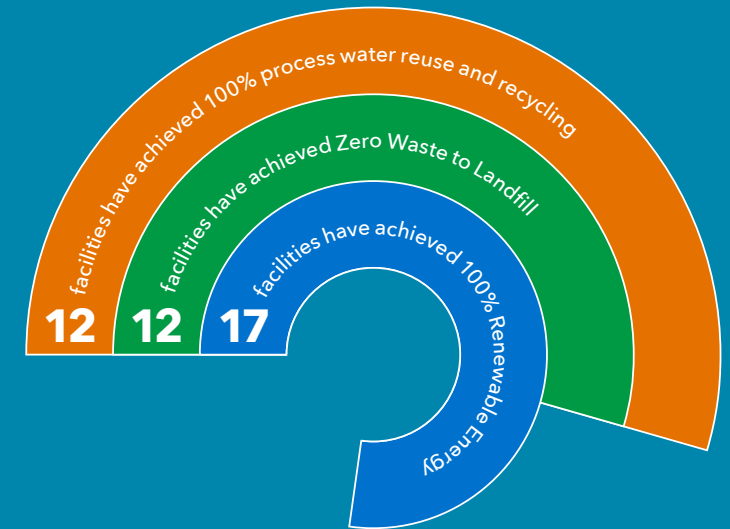 12 facilities have achieved 100% process water reuse and recycling
12 facilities have achieved Zero Waste to Landfill
17 facilities have achieved 100% Renewable Energy